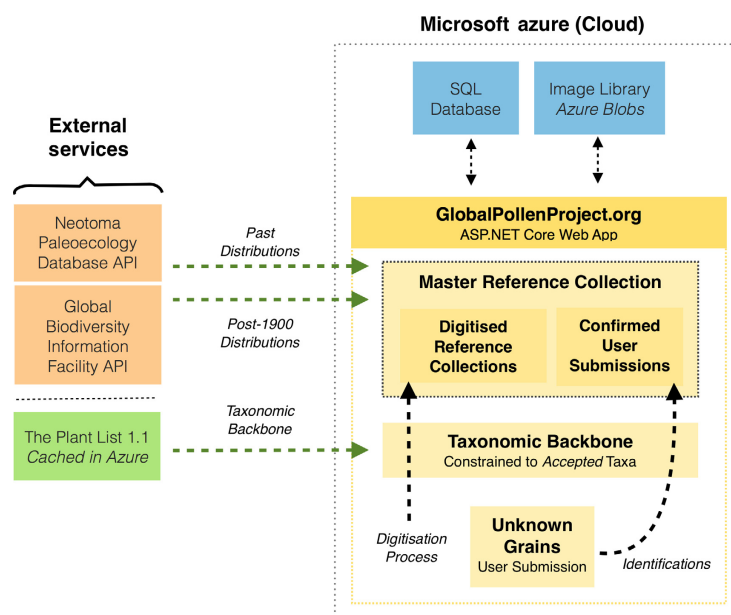 Microsoft azure (Cloud)
SQL
Database
Image Library
Azure Blobs
External
services
Neotoma
Paleoecology
Database API
Global
Biodiversity
Information
Facility API
The Plant List 1.1
Cached in Azure
Past
Distributions
Post-1900
Distributions
Taxonomic
Backbone
GlobalPollenProject.org
ASP.NET Core Web App
Master Reference Collection
Digitised
Reference
Collections
Confirmed
User
Submissions
Taxonomic Backbone
Constrained to Accepted Taxa
Digitisation
Process
Unknown
Grains
User Submission
Identifications